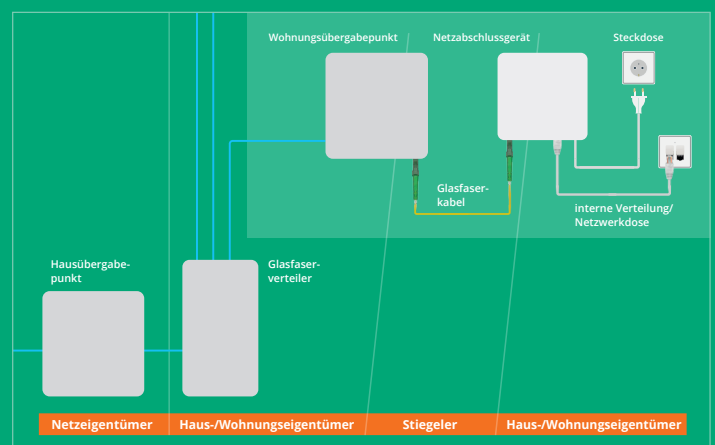 Wohnungsübergabepunkt
Netzabschlussgerät
Steckdose
Glasfaser-
kabel
interne Verteilung/
Netzwerkdose
Hausübergabe-
punkt
Glasfaser-
verteiler
Netzeigentümer
Haus-/Wohnungseigentümer
Stiegeler
Haus-/Wohnungseigentümer